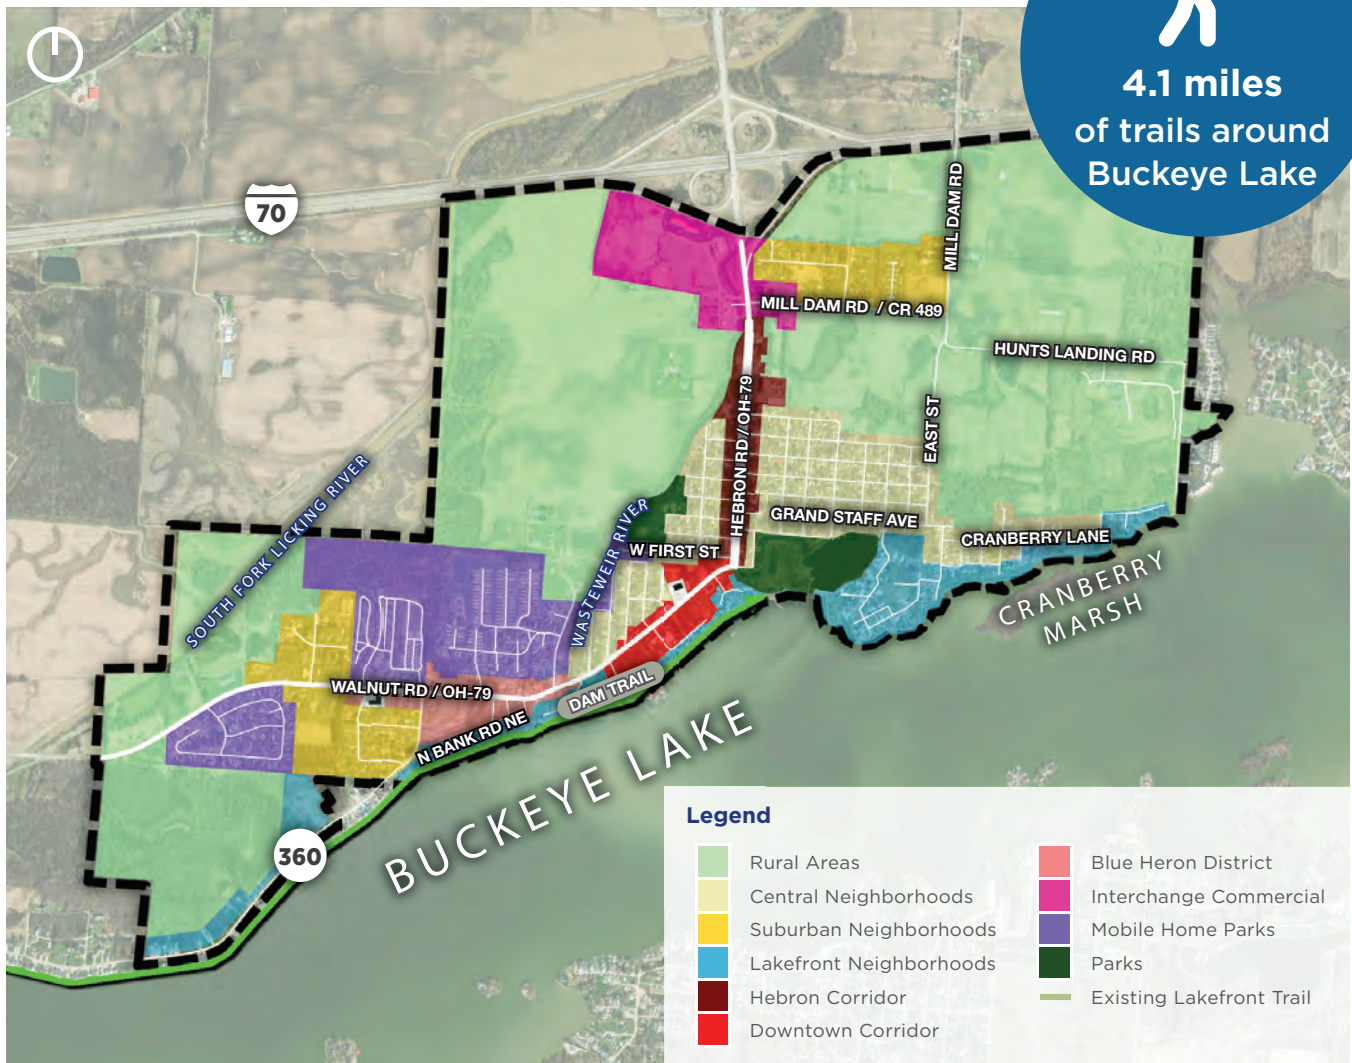 4.1 miles
of trails around
Buckeye Lake
70
MILL DAM RD
MILL DAM RD / CR 489
HUNTS LANDING RD
HEBRON RD / OH-79
EAST ST
SOUTH FORK LICKING RIVER
WASTEWEIR RIVER
GRAND STAFF AVE
W FIRST ST
CRANBERRY LANE
CRANBERRY
MARSH
WALNUT RD / OH-79
DAM TRAIL
N BANK RD NE
BUCKEYE LAKE
360
Legend
Rural Areas
Central Neighborhoods
Suburban Neighborhoods
Lakefront Neighborhoods
Hebron Corridor
Downtown Corridor
Blue Heron District
Interchange Commercial
Mobile Home Parks
Parks
Existing Lakefront Trail